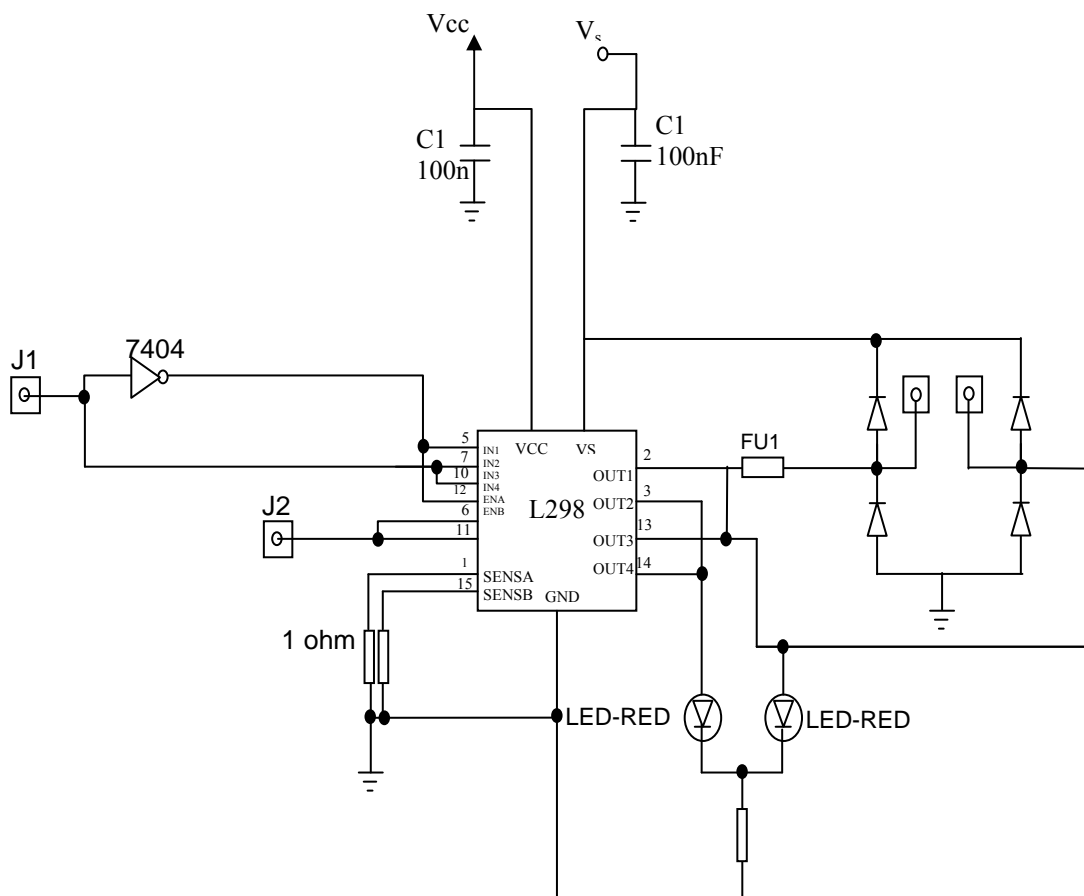 Vcc
Vs
C1
100n
C1
100nF
7404
J1
5
7
10
12
6
11
1
15
IN1
IN2
IN3
IN4
ENA
ENB
SENSA
SENSB
VCC
VS
L298
GND
OUT1
OUT2
OUT3
OUT4
2
3
13
14
FU1
J2
1 ohm
LED-RED
LED-RED